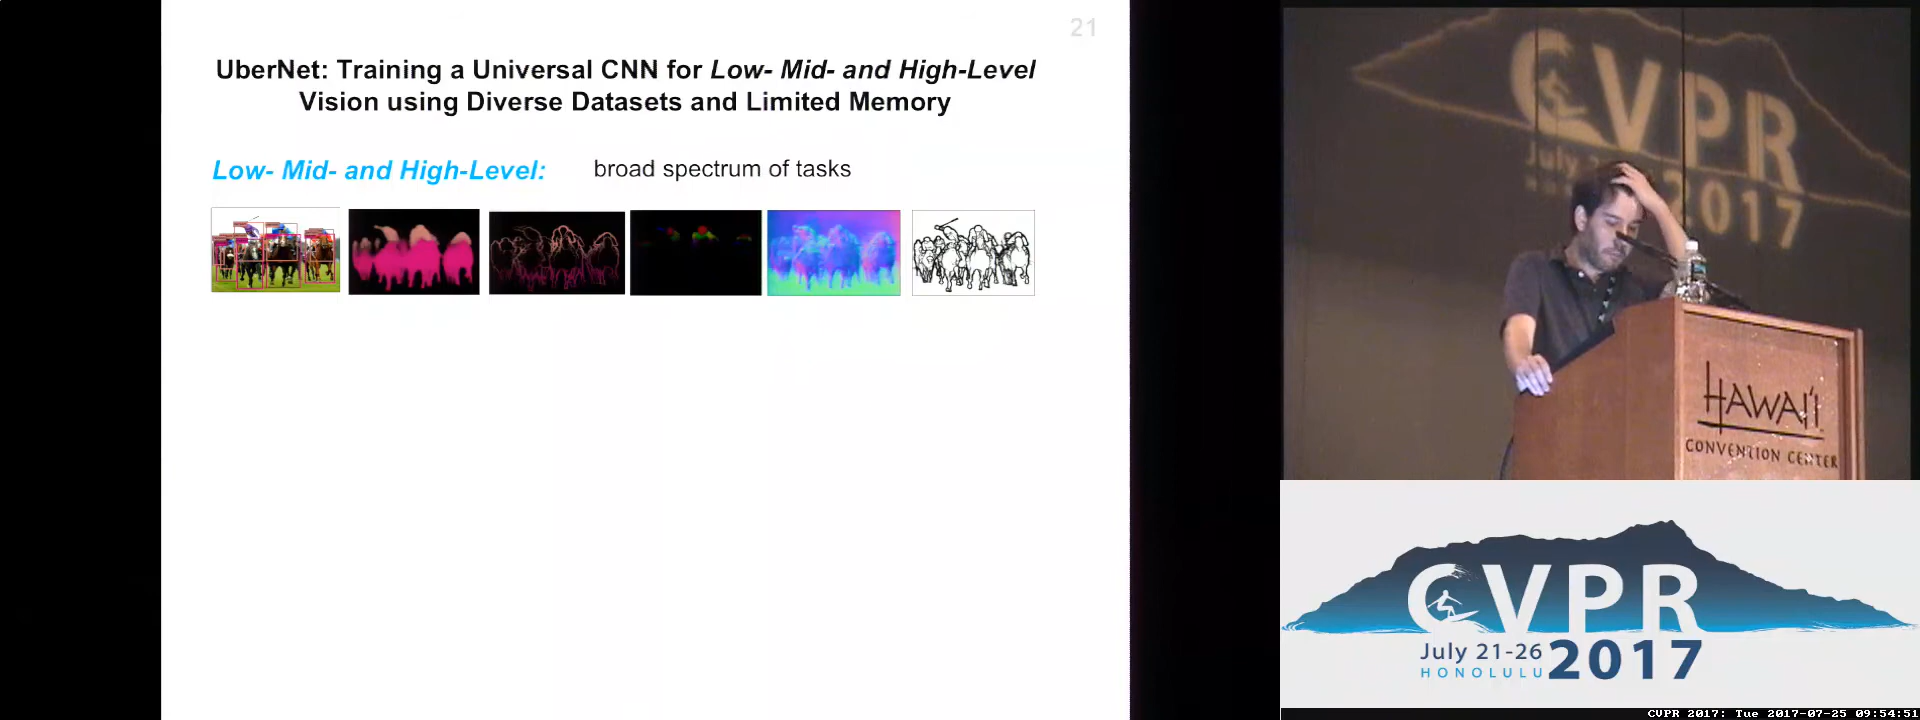 21
UberNet: Training a Universal CNN for Low- Mid- and High-Level
Vision using Diverse Datasets and Limited Memory
Low- Mid- and High-Level: broad spectrum of tasks
CVPR
July 2
2017
HAWAI'I
CONVENTION CENTER
CVPR
July 21-26
HONOLULU
2017
CVPR 2017: Tue 2017-07-25 09:54:51